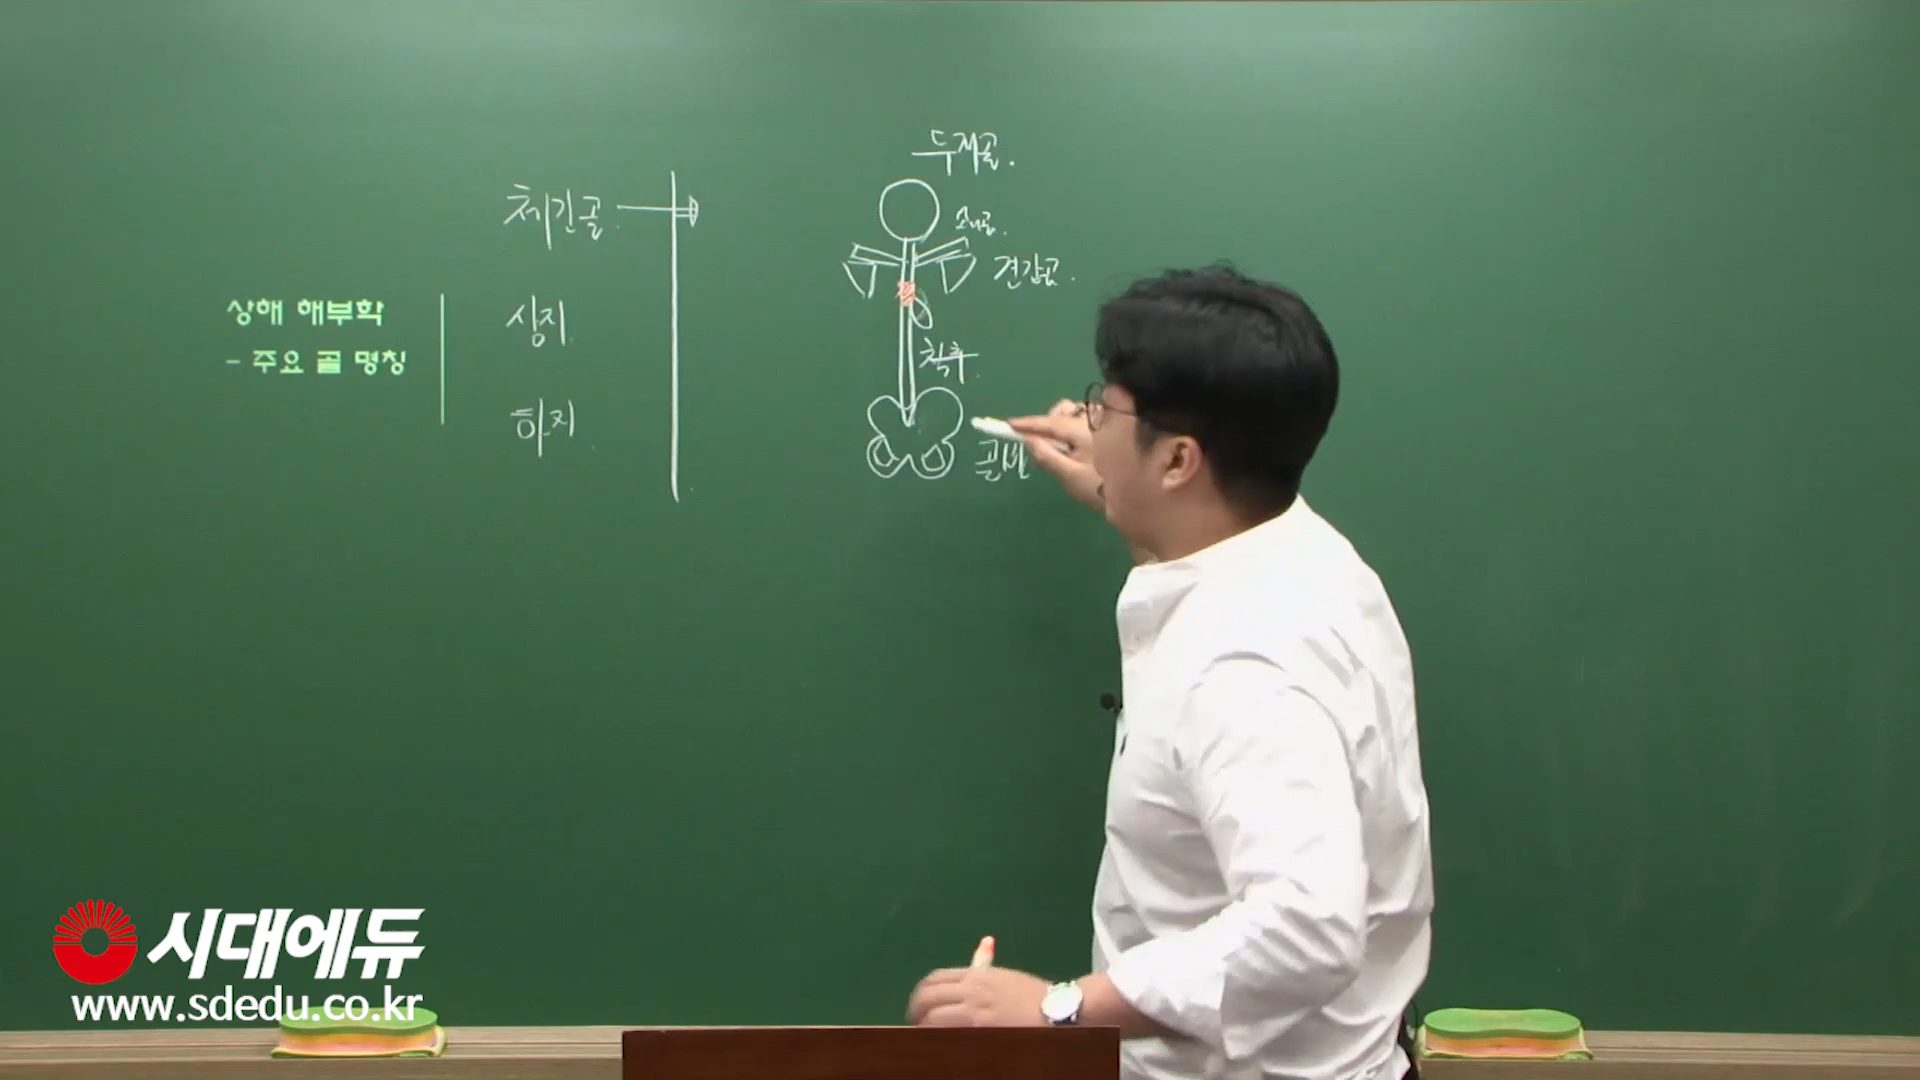 상해 해부학
- 주요 골 명칭
체간골.
상지.
하지.
두개골.
쇄골.
견갑골.
척추.
골반
시대에듀
www.sdedu.co.kr